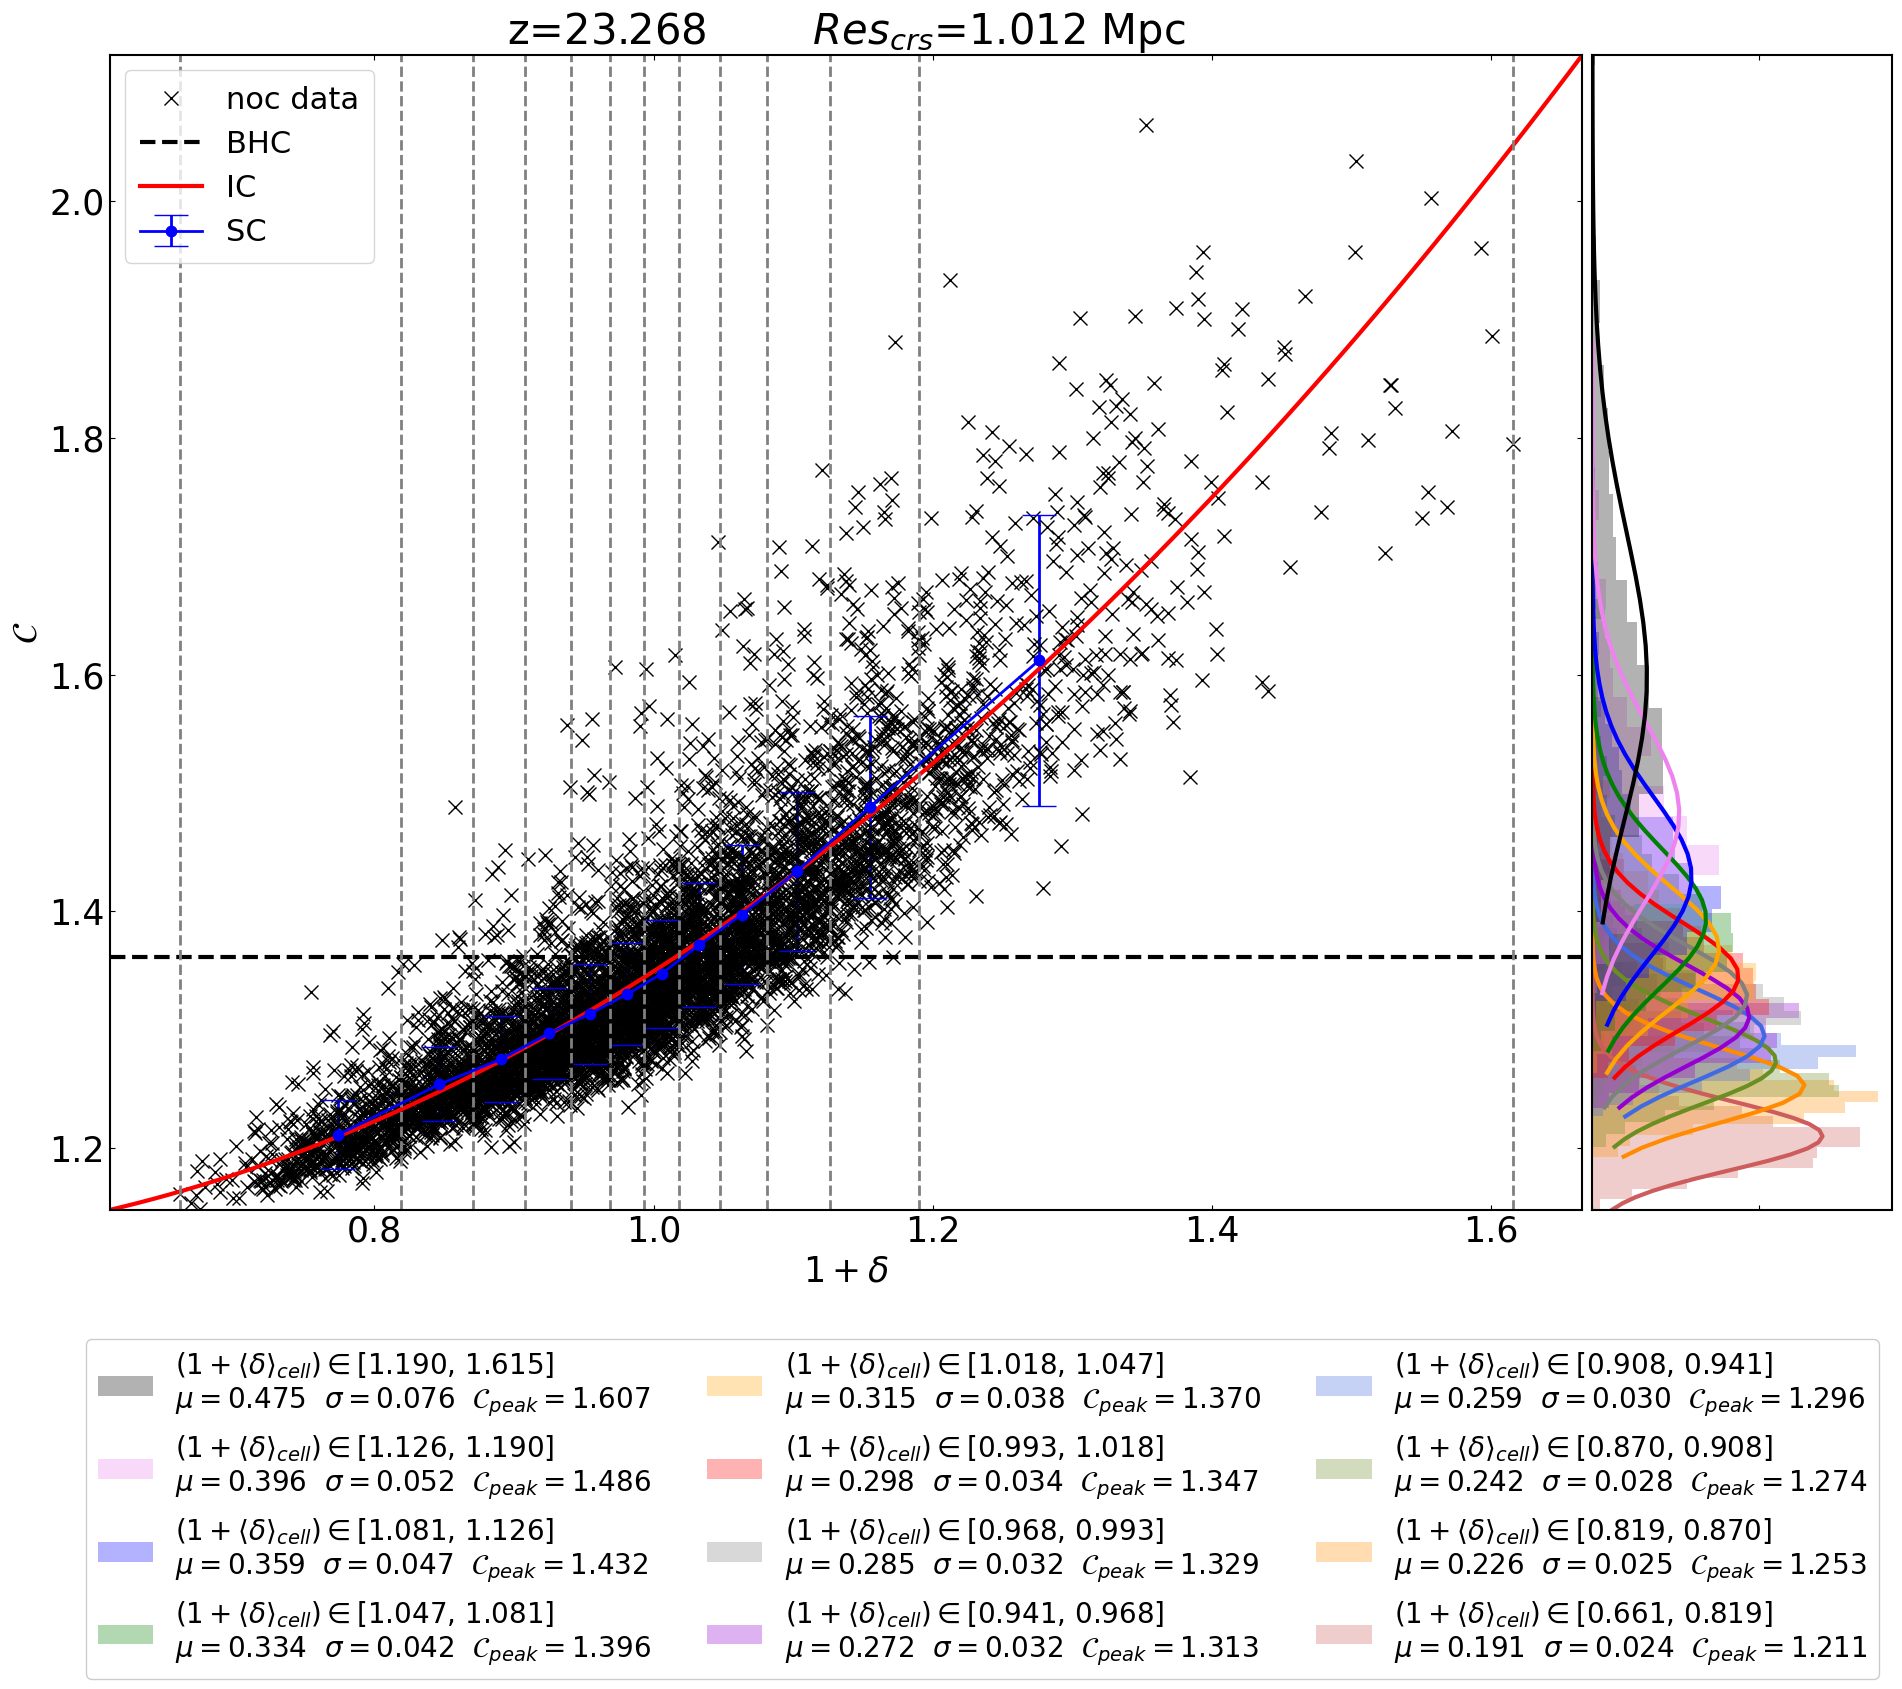 z=23.268 Res_crs=1.012 Mpc
noc data
BHC
IC
SC
2.0
1.8
1.6
1.4
1.2
𝒞
0.8 1.0 1.2 1.4 1.6
1 + δ
(1 + ⟨δ⟩_cell) ∈ [1.190, 1.615]
μ = 0.475 σ = 0.076 𝒞_peak = 1.607
(1 + ⟨δ⟩_cell) ∈ [1.126, 1.190]
μ = 0.396 σ = 0.052 𝒞_peak = 1.486
(1 + ⟨δ⟩_cell) ∈ [1.081, 1.126]
μ = 0.359 σ = 0.047 𝒞_peak = 1.432
(1 + ⟨δ⟩_cell) ∈ [1.047, 1.081]
μ = 0.334 σ = 0.042 𝒞_peak = 1.396
(1 + ⟨δ⟩_cell) ∈ [1.018, 1.047]
μ = 0.315 σ = 0.038 𝒞_peak = 1.370
(1 + ⟨δ⟩_cell) ∈ [0.993, 1.018]
μ = 0.298 σ = 0.034 𝒞_peak = 1.347
(1 + ⟨δ⟩_cell) ∈ [0.968, 0.993]
μ = 0.285 σ = 0.032 𝒞_peak = 1.329
(1 + ⟨δ⟩_cell) ∈ [0.941, 0.968]
μ = 0.272 σ = 0.032 𝒞_peak = 1.313
(1 + ⟨δ⟩_cell) ∈ [0.908, 0.941]
μ = 0.259 σ = 0.030 𝒞_peak = 1.296
(1 + ⟨δ⟩_cell) ∈ [0.870, 0.908]
μ = 0.242 σ = 0.028 𝒞_peak = 1.274
(1 + ⟨δ⟩_cell) ∈ [0.819, 0.870]
μ = 0.226 σ = 0.025 𝒞_peak = 1.253
(1 + ⟨δ⟩_cell) ∈ [0.661, 0.819]
μ = 0.191 σ = 0.024 𝒞_peak = 1.211